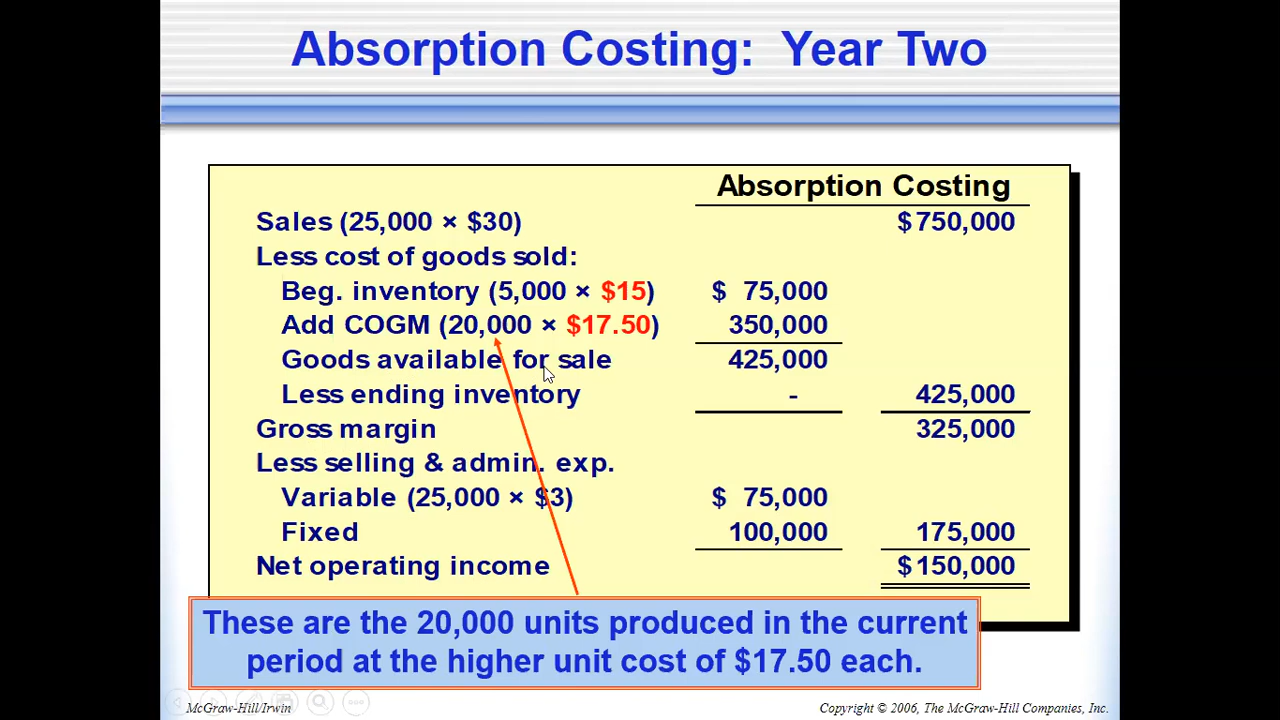 Absorption Costing: Year Two
Absorption Costing
Sales (25,000 × $30) $ 750,000
Less cost of goods sold:
Beg. inventory (5,000 × $15) $ 75,000
Add COGM (20,000 × $17.50) 350,000
Goods available for sale 425,000
Less ending inventory - 425,000
Gross margin 325,000
Less selling & admin. exp.
Variable (25,000 × $3) $ 75,000
Fixed 100,000 175,000
Net operating income $ 150,000
These are the 20,000 units produced in the current
period at the higher unit cost of $17.50 each.
McGraw-Hill/Irwin Copyright © 2006, The McGraw-Hill Companies, Inc.